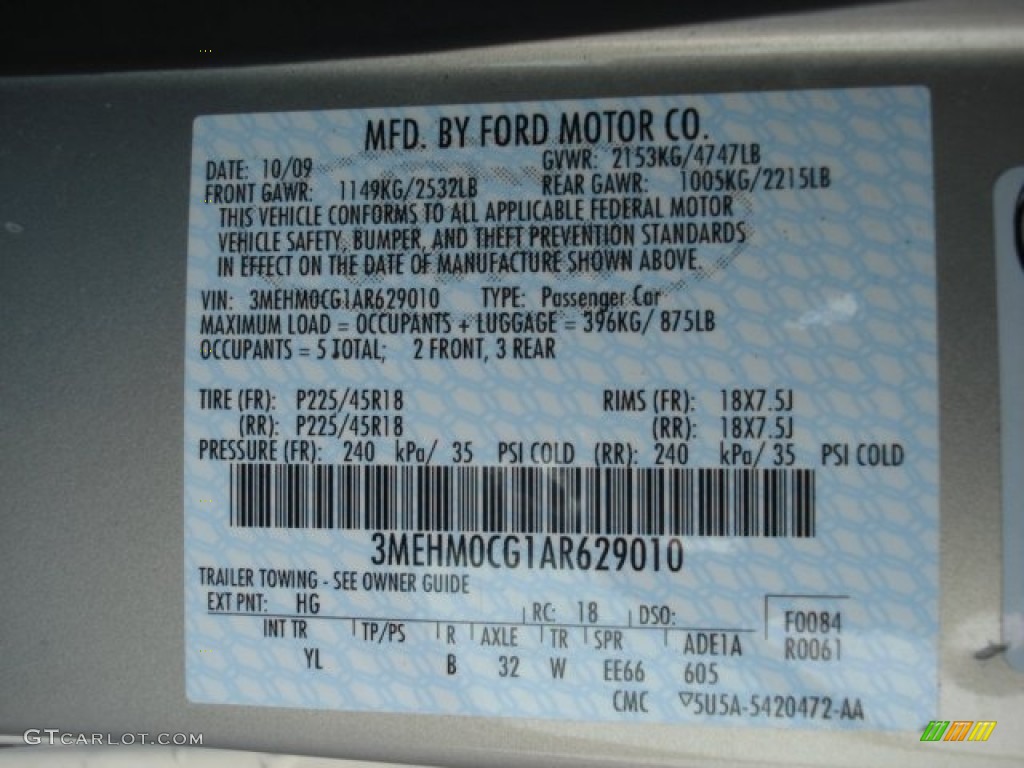 MFD. BY FORD MOTOR CO.
DATE: 10/09 GVWR: 2153KG/4747LB
FRONT GAWR: 1149KG/2532LB REAR GAWR: 1005KG/2215LB
THIS VEHICLE CONFORMS TO ALL APPLICABLE FEDERAL MOTOR
VEHICLE SAFETY, BUMPER, AND THEFT PREVENTION STANDARDS
IN EFFECT ON THE DATE OF MANUFACTURE SHOWN ABOVE.
VIN: 3MEHM0CG1AR629010 TYPE: Passenger Car
MAXIMUM LOAD = OCCUPANTS + LUGGAGE = 396KG/ 875LB
OCCUPANTS = 5 TOTAL; 2 FRONT, 3 REAR
TIRE (FR): P225/45R18 RIMS (FR): 18X7.5J
(RR): P225/45R18 (RR): 18X7.5J
PRESSURE (FR): 240 kPa/ 35 PSI COLD (RR): 240 kPa/ 35 PSI COLD
3MEHM0CG1AR629010
TRAILER TOWING - SEE OWNER GUIDE
EXT PNT: HG RC: 18 DSO: F0084
INT TR TP/PS R AXLE TR SPR ADE1A R0061
YL B 32 W EE66 605
CMC 5U5A-5420472-AA
GTCARLOT.COM